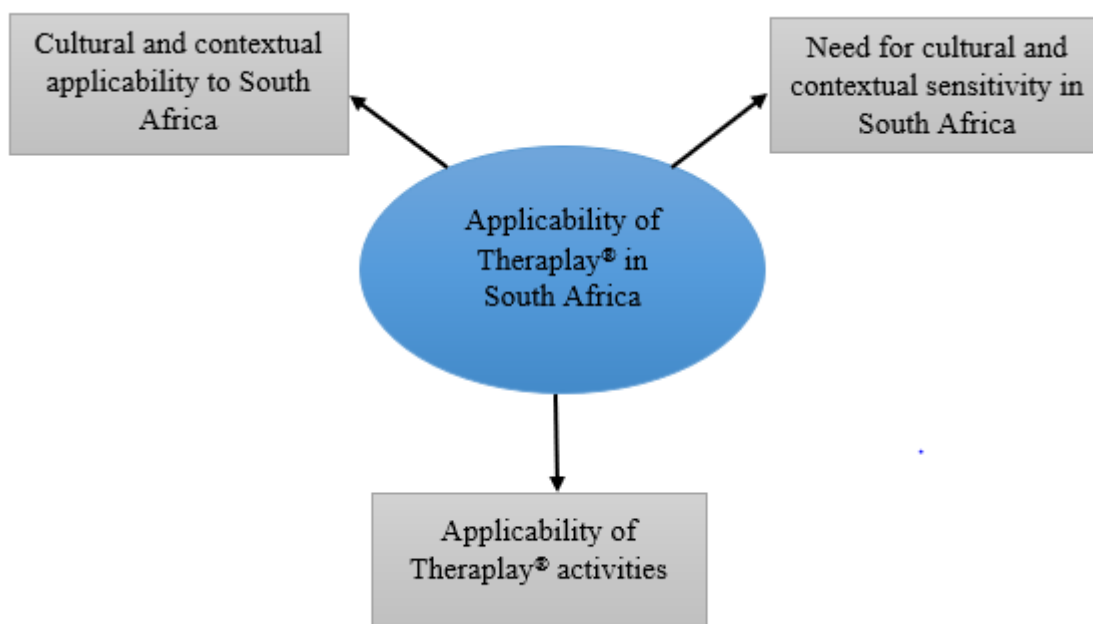 Cultural and contextual
applicability to South
Africa
Need for cultural and
contextual sensitivity in
South Africa
Applicability of
Theraplay® in
South Africa
Applicability of
Theraplay® activities